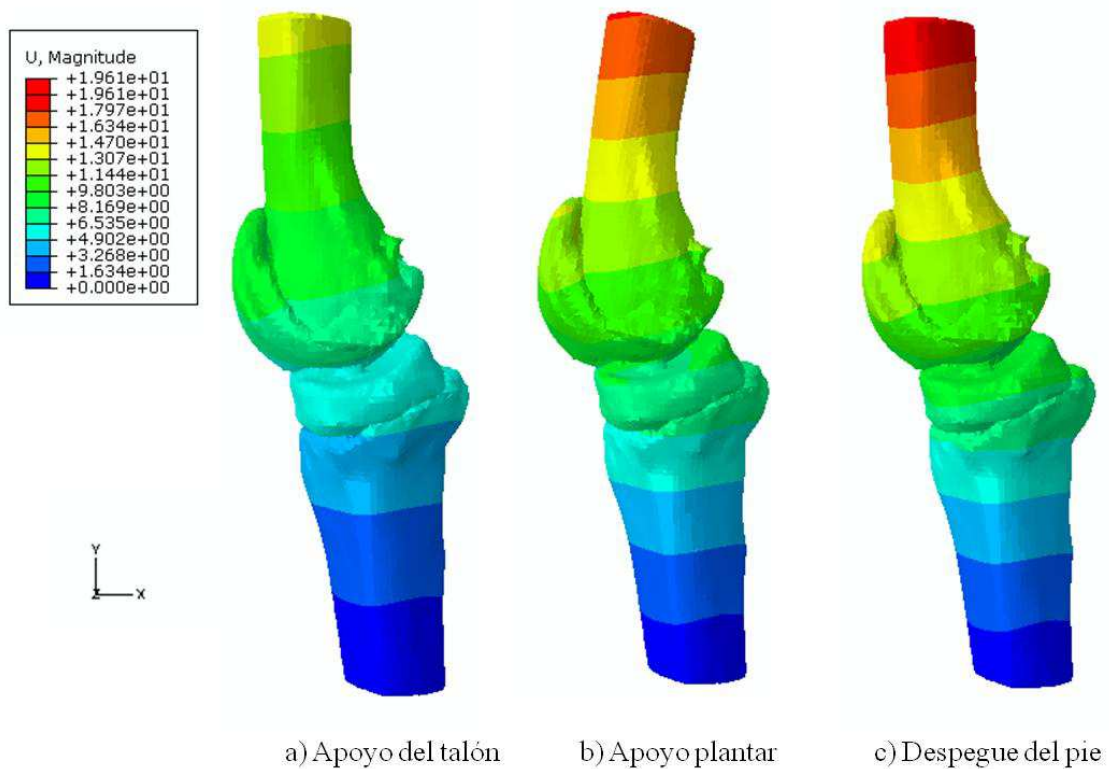 U, Magnitude
+1.961e+01
+1.961e+01
+1.797e+01
+1.634e+01
+1.470e+01
+1.307e+01
+1.144e+01
+9.803e+00
+8.169e+00
+6.535e+00
+4.902e+00
+3.268e+00
+1.634e+00
+0.000e+00
Y
Z X
a) Apoyo del talón b) Apoyo plantar c) Despegue del pie